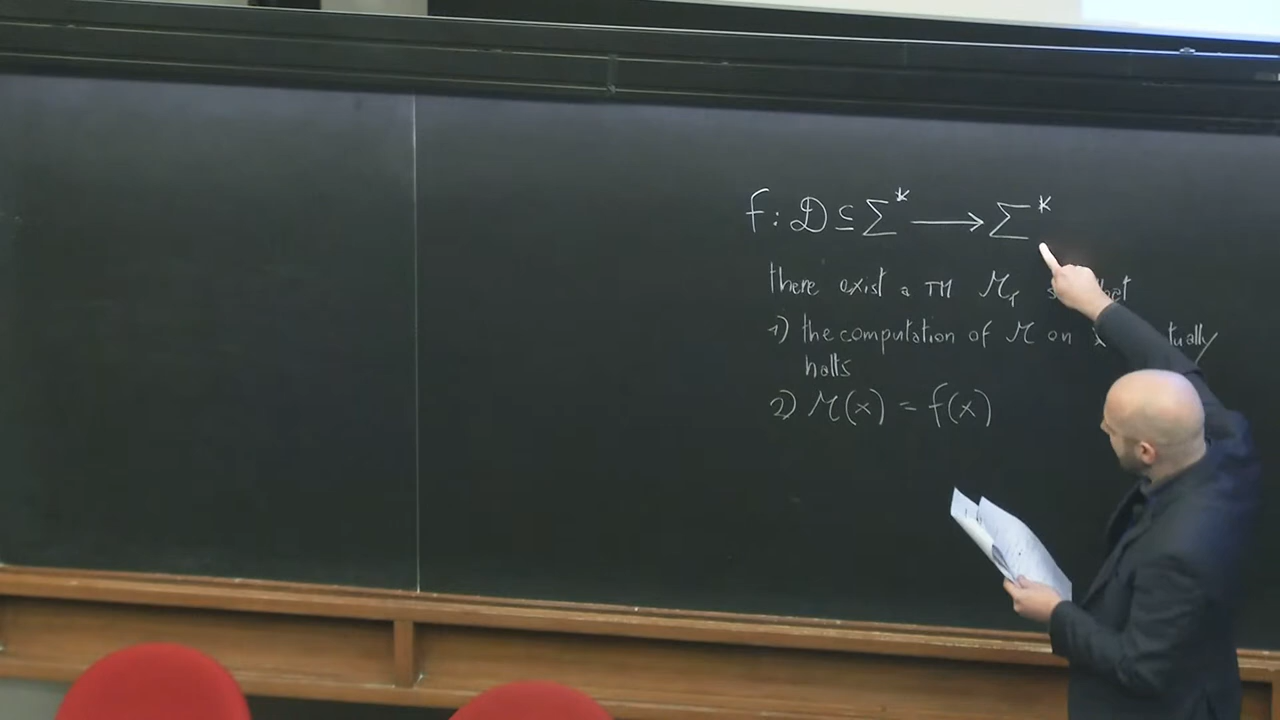 f : D ⊆ Σ* ⟶ Σ*
there exist a TM M_f
1) the computation of M on
halts
2) M(x) = f(x)